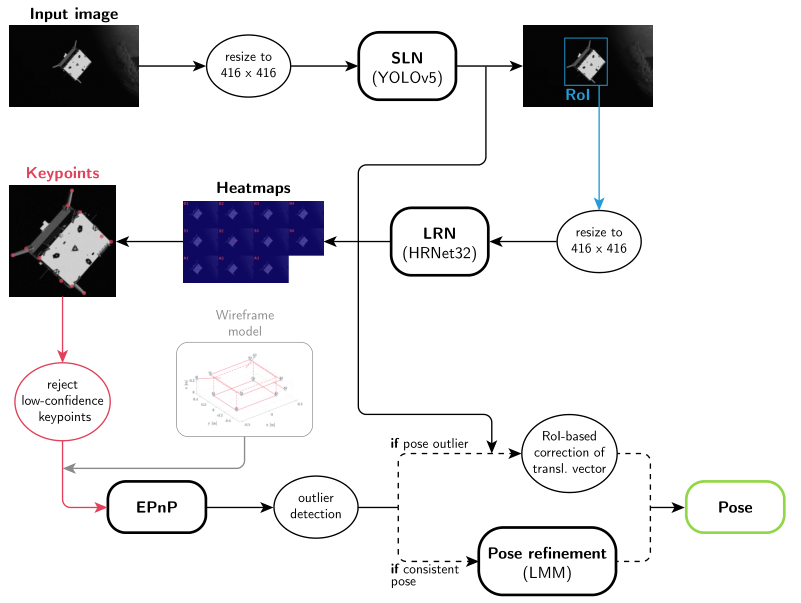 Input image
resize to
416 x 416
SLN
(YOLOv5)
RoI
Keypoints
Heatmaps
LRN
(HRNet32)
resize to
416 x 416
Wireframe
model
reject
low-confidence
keypoints
if pose outlier
RoI-based
correction of
transl. vector
EPnP
outlier
detection
Pose
if consistent
pose
Pose refinement
(LMM)